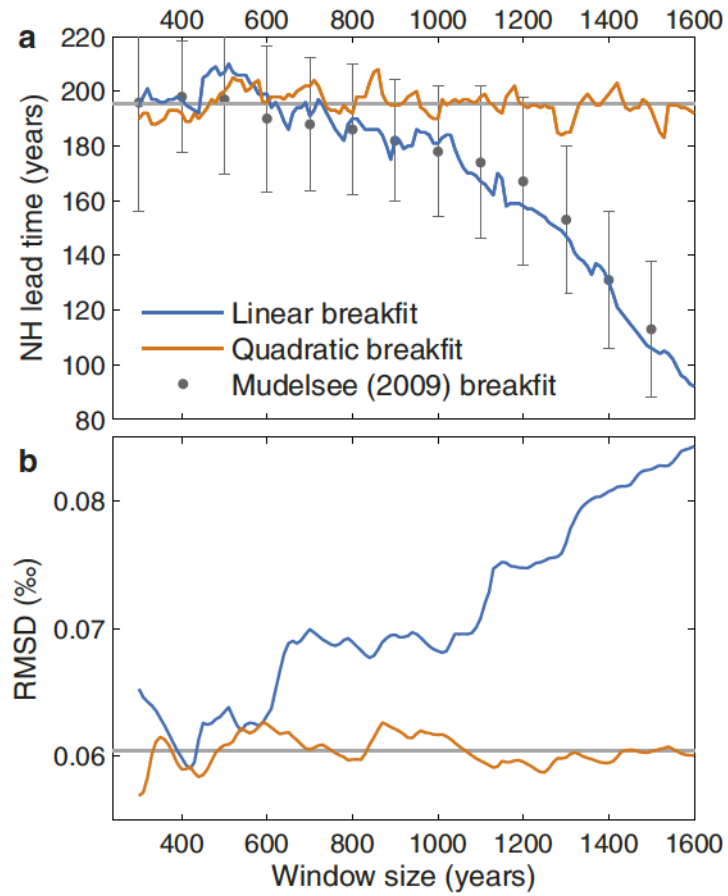 400 600 800 1000 1200 1400 1600
a
220
200
180
160
140
120
100
80
NH lead time (years)
Linear breakfit
Quadratic breakfit
Mudelsee (2009) breakfit
b
0.08
0.07
0.06
RMSD (‰)
400 600 800 1000 1200 1400 1600
Window size (years)